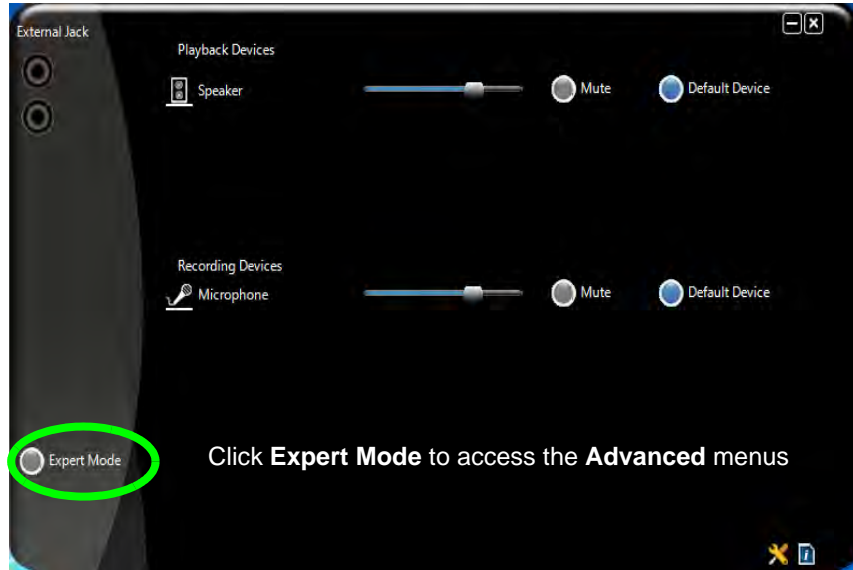 External Jack
Playback Devices
Speaker
Mute
Default Device
Recording Devices
Microphone
Mute
Default Device
Expert Mode
Click Expert Mode to access the Advanced menus